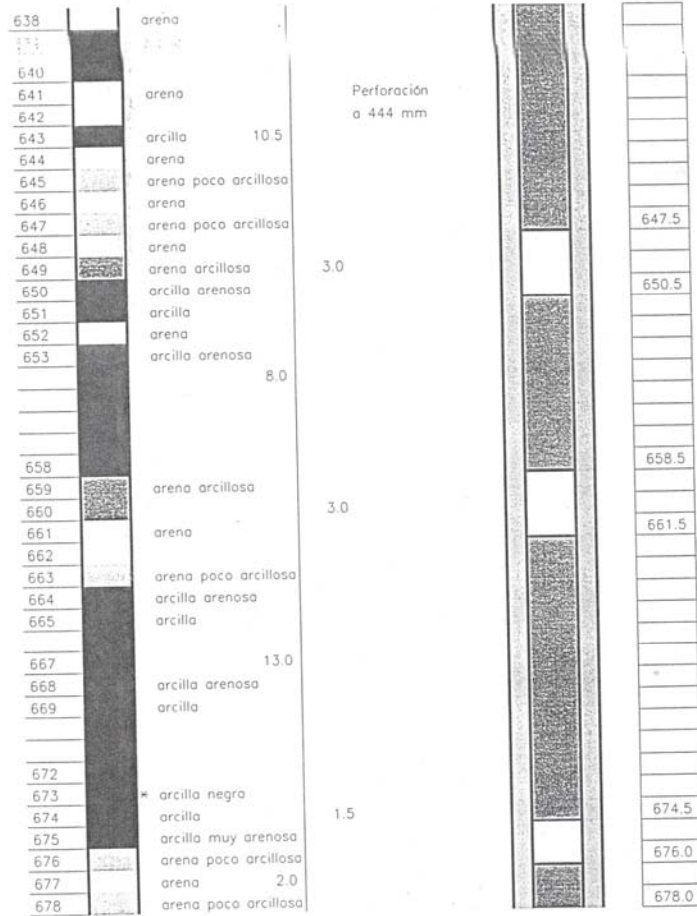 638 arena
640
641 arena Perforación
642 a 444 mm
643 arcilla 10.5
644 arena
645 arena poco arcillosa
646 arena
647 arena poco arcillosa 647.5
648 arena
649 arena arcillosa 3.0
650 arcilla arenosa 650.5
651 arcilla
652 arena
653 arcilla arenosa
8.0
658 658.5
659 arena arcillosa
660 3.0
661 arena 661.5
662
663 arena poco arcillosa
664 arcilla arenosa
665 arcilla
667 13.0
668 arcilla arenosa
669 arcilla
672
673 * arcilla negra
674 arcilla 1.5 674.5
675 arcilla muy arenosa
676 arena poco arcillosa 676.0
677 arena 2.0
678 arena poco arcillosa 678.0